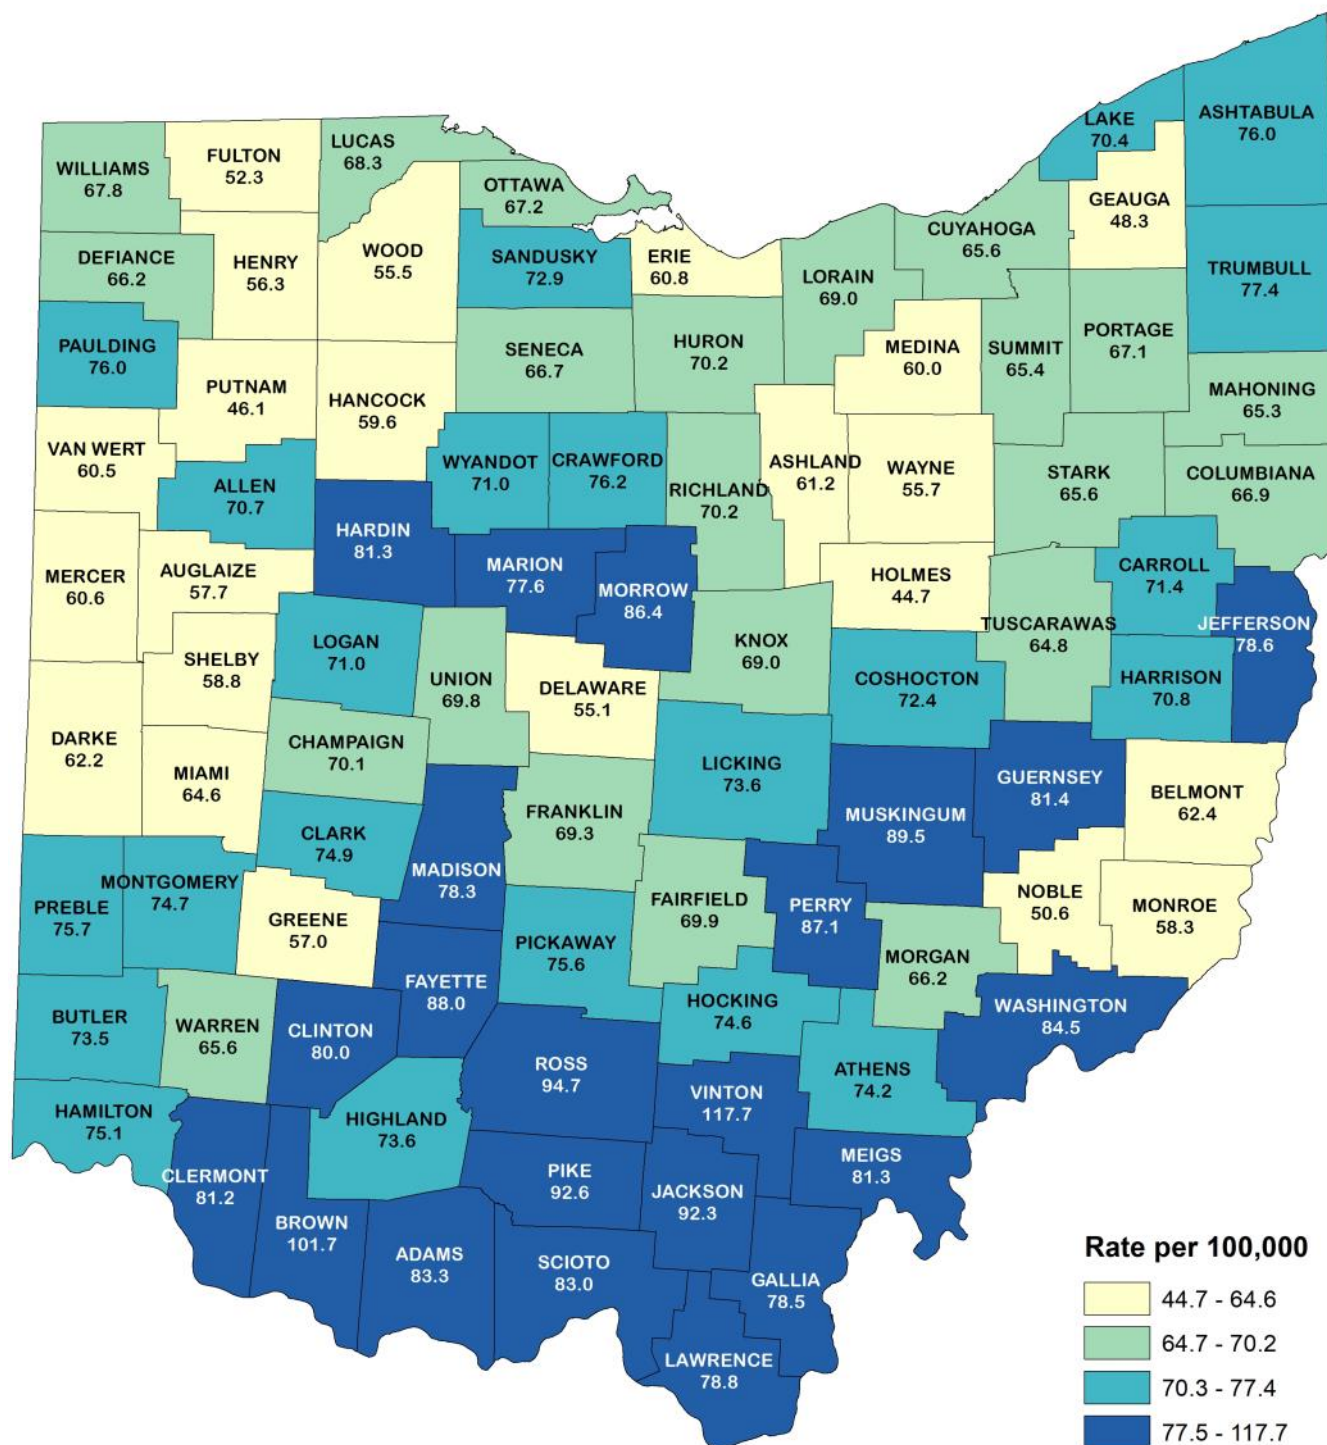 LAKE
70.4
ASHTABULA
76.0
WILLIAMS
67.8
FULTON
52.3
LUCAS
68.3
OTTAWA
67.2
GEAUGA
48.3
CUYAHOGA
65.6
DEFIANCE
66.2
HENRY
56.3
WOOD
55.5
SANDUSKY
72.9
ERIE
60.8
LORAIN
69.0
TRUMBULL
77.4
PAULDING
76.0
PUTNAM
46.1
HANCOCK
59.6
SENECA
66.7
HURON
70.2
MEDINA
60.0
SUMMIT
65.4
PORTAGE
67.1
MAHONING
65.3
VAN WERT
60.5
ALLEN
70.7
WYANDOT
71.0
CRAWFORD
76.2
RICHLAND
70.2
ASHLAND
61.2
WAYNE
55.7
STARK
65.6
COLUMBIANA
66.9
HARDIN
81.3
MERCER
60.6
AUGLAIZE
57.7
MARION
77.6
MORROW
86.4
HOLMES
44.7
CARROLL
71.4
TUSCARAWAS
64.8
JEFFERSON
78.6
SHELBY
58.8
LOGAN
71.0
UNION
69.8
DELAWARE
55.1
KNOX
69.0
COSHOCTON
72.4
HARRISON
70.8
DARKE
62.2
MIAMI
64.6
CHAMPAIGN
70.1
LICKING
73.6
GUERNSEY
81.4
BELMONT
62.4
CLARK
74.9
MADISON
78.3
FRANKLIN
69.3
MUSKINGUM
89.5
PREBLE
75.7
MONTGOMERY
74.7
GREENE
57.0
FAIRFIELD
69.9
PERRY
87.1
NOBLE
50.6
MONROE
58.3
PICKAWAY
75.6
MORGAN
66.2
FAYETTE
88.0
HOCKING
74.6
WASHINGTON
84.5
BUTLER
73.5
WARREN
65.6
CLINTON
80.0
ROSS
94.7
ATHENS
74.2
VINTON
117.7
HAMILTON
75.1
HIGHLAND
73.6
CLERMONT
81.2
PIKE
92.6
JACKSON
92.3
MEIGS
81.3
BROWN
101.7
ADAMS
83.3
SCIOTO
83.0
GALLIA
78.5
LAWRENCE
78.8
Rate per 100,000
44.7 - 64.6
64.7 - 70.2
70.3 - 77.4
77.5 - 117.7